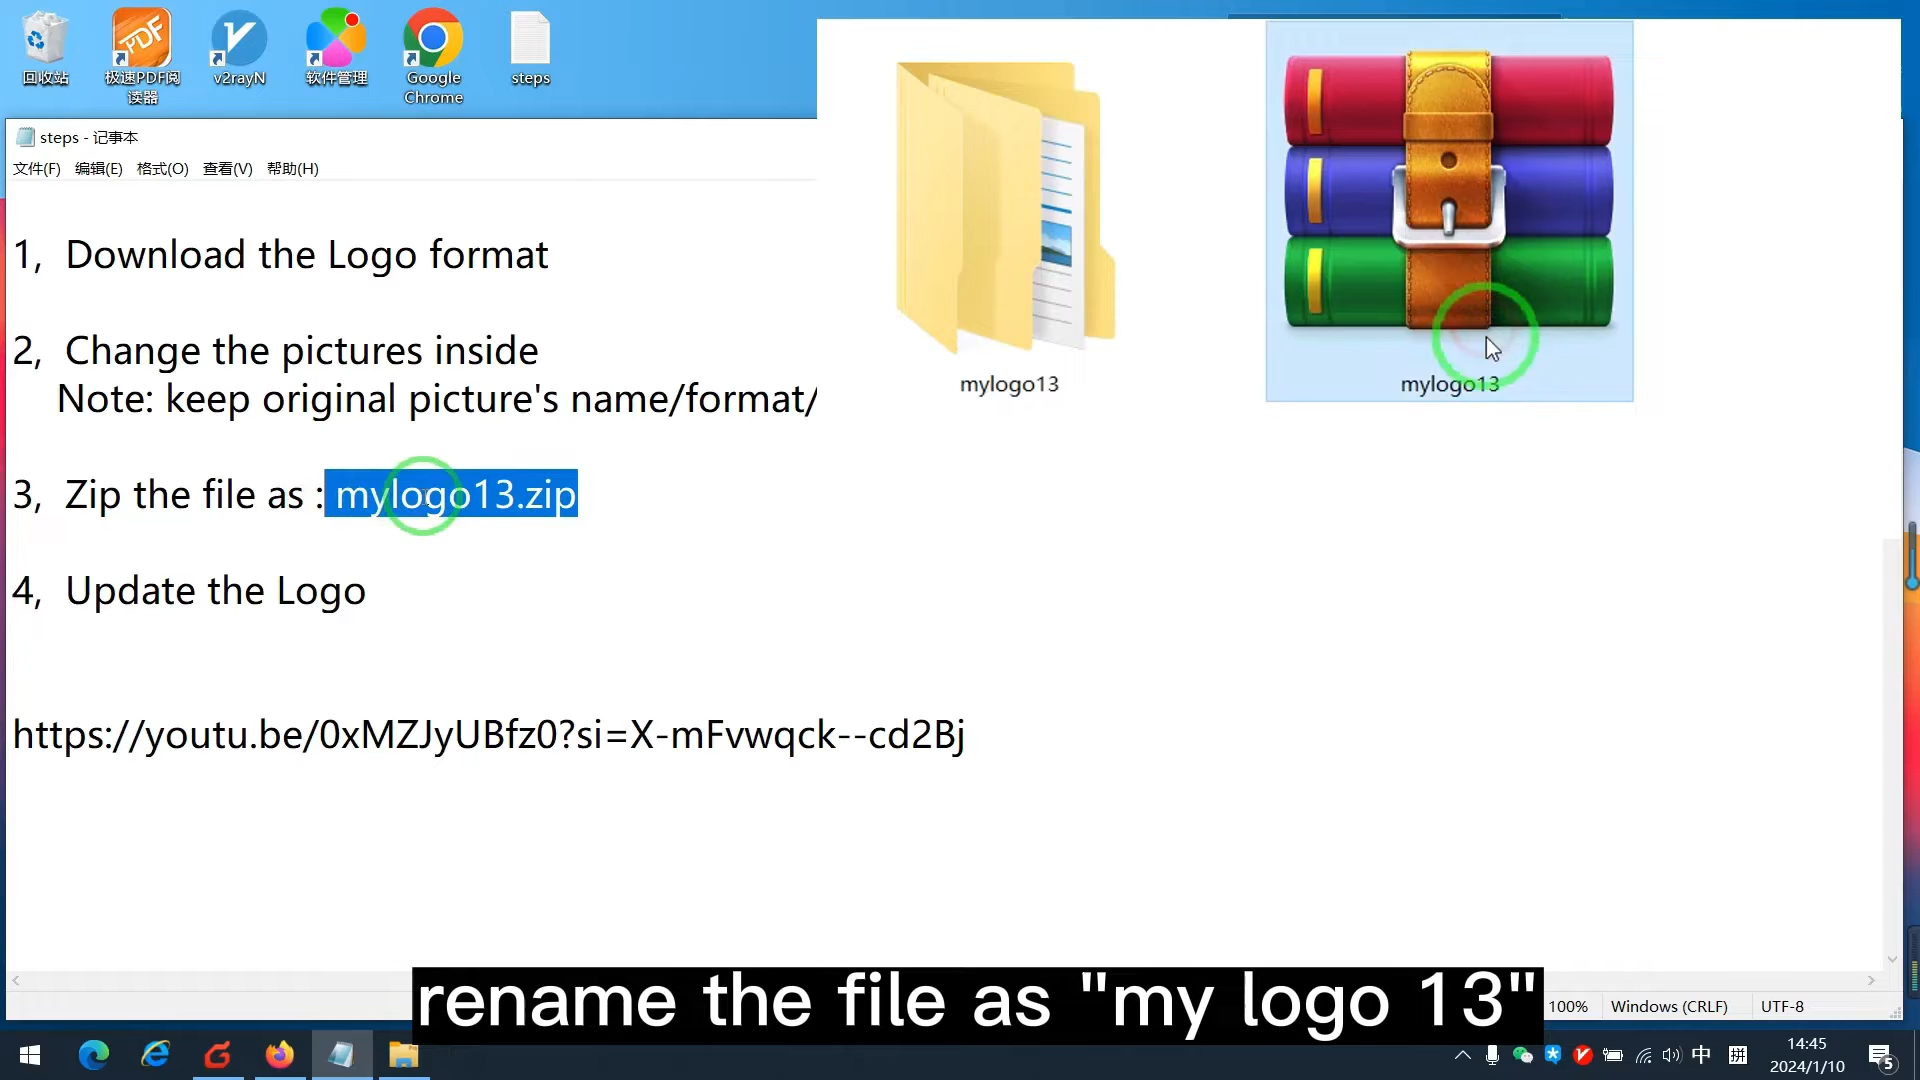 回收站
极速PDF阅
读器
v2rayN
软件管理
Google
Chrome
steps
steps - 记事本
文件(F) 编辑(E) 格式(O) 查看(V) 帮助(H)
1, Download the Logo format
2, Change the pictures inside
Note: keep original picture's name/format/
3, Zip the file as : mylogo13.zip
4, Update the Logo
https://youtu.be/0xMZJyUBfz0?si=X-mFvwqck--cd2Bj
PDF
mylogo13
mylogo13
rename the file as "my logo 13"
100%
Windows (CRLF)
UTF-8
中
拼
14:45
2024/1/10
5